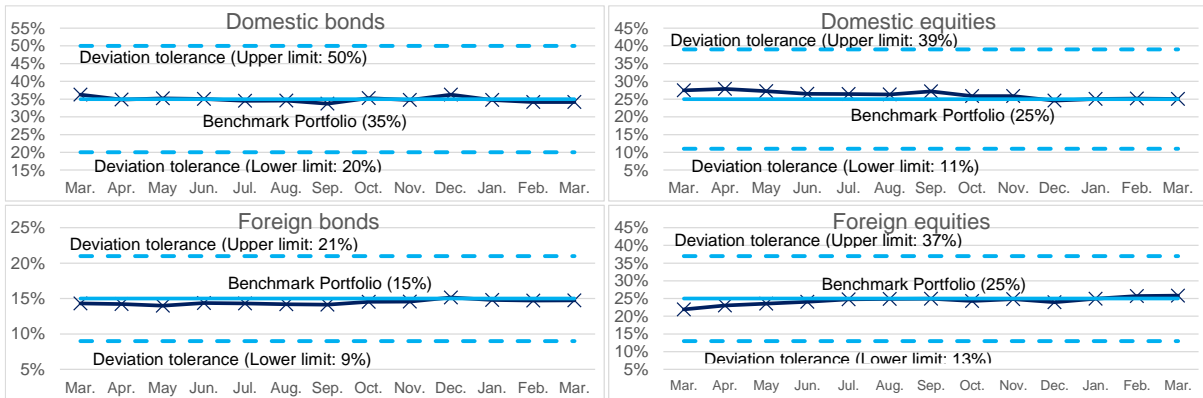 Domestic bonds
55%
50%
45%
40%
35%
30%
25%
20%
15%
Deviation tolerance (Upper limit: 50%)
Benchmark Portfolio (35%)
Deviation tolerance (Lower limit: 20%)
Mar. Apr. May Jun. Jul. Aug. Sep. Oct. Nov. Dec. Jan. Feb. Mar.
Domestic equities
45%
40%
35%
30%
25%
20%
15%
10%
5%
Deviation tolerance (Upper limit: 39%)
Benchmark Portfolio (25%)
Deviation tolerance (Lower limit: 11%)
Mar. Apr. May Jun. Jul. Aug. Sep. Oct. Nov. Dec. Jan. Feb. Mar.
Foreign bonds
25%
20%
15%
10%
5%
Deviation tolerance (Upper limit: 21%)
Benchmark Portfolio (15%)
Deviation tolerance (Lower limit: 9%)
Mar. Apr. May Jun. Jul. Aug. Sep. Oct. Nov. Dec. Jan. Feb. Mar.
Foreign equities
45%
40%
35%
30%
25%
20%
15%
10%
5%
Deviation tolerance (Upper limit: 37%)
Benchmark Portfolio (25%)
Deviation tolerance (Lower limit: 13%)
Mar. Apr. May Jun. Jul. Aug. Sep. Oct. Nov. Dec. Jan. Feb. Mar.